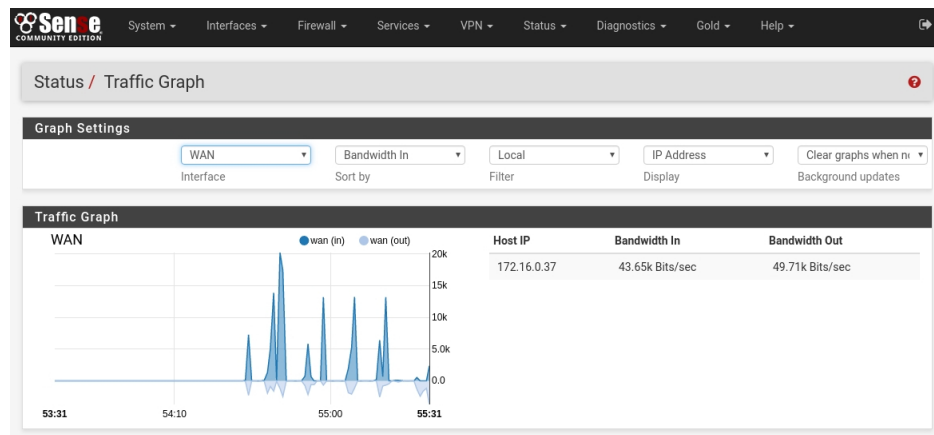 Sense
COMMUNITY EDITION
System Interfaces Firewall Services VPN Status Diagnostics Gold Help
Status / Traffic Graph
Graph Settings
WAN Bandwidth In Local IP Address Clear graphs when
Interface Sort by Filter Display Background updates
Traffic Graph
WAN wan (in) wan (out)
Host IP Bandwidth In Bandwidth Out
172.16.0.37 43.65k Bits/sec 49.71k Bits/sec
20k
15k
10k
5.0k
0.0
53:31 54:10 55:00 55:31